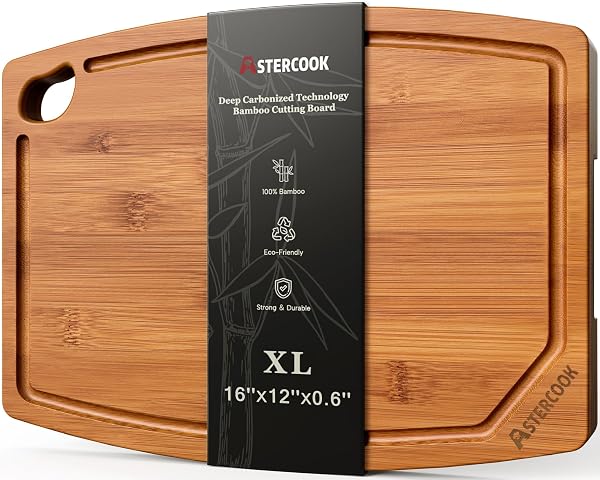 ASTERCOOK
Deep Carbonized Technology
Bamboo Cutting Board
100% Bamboo
Eco-Friendly
Strong & Durable
XL
16"x12"x0.6"
ASTERCOOK